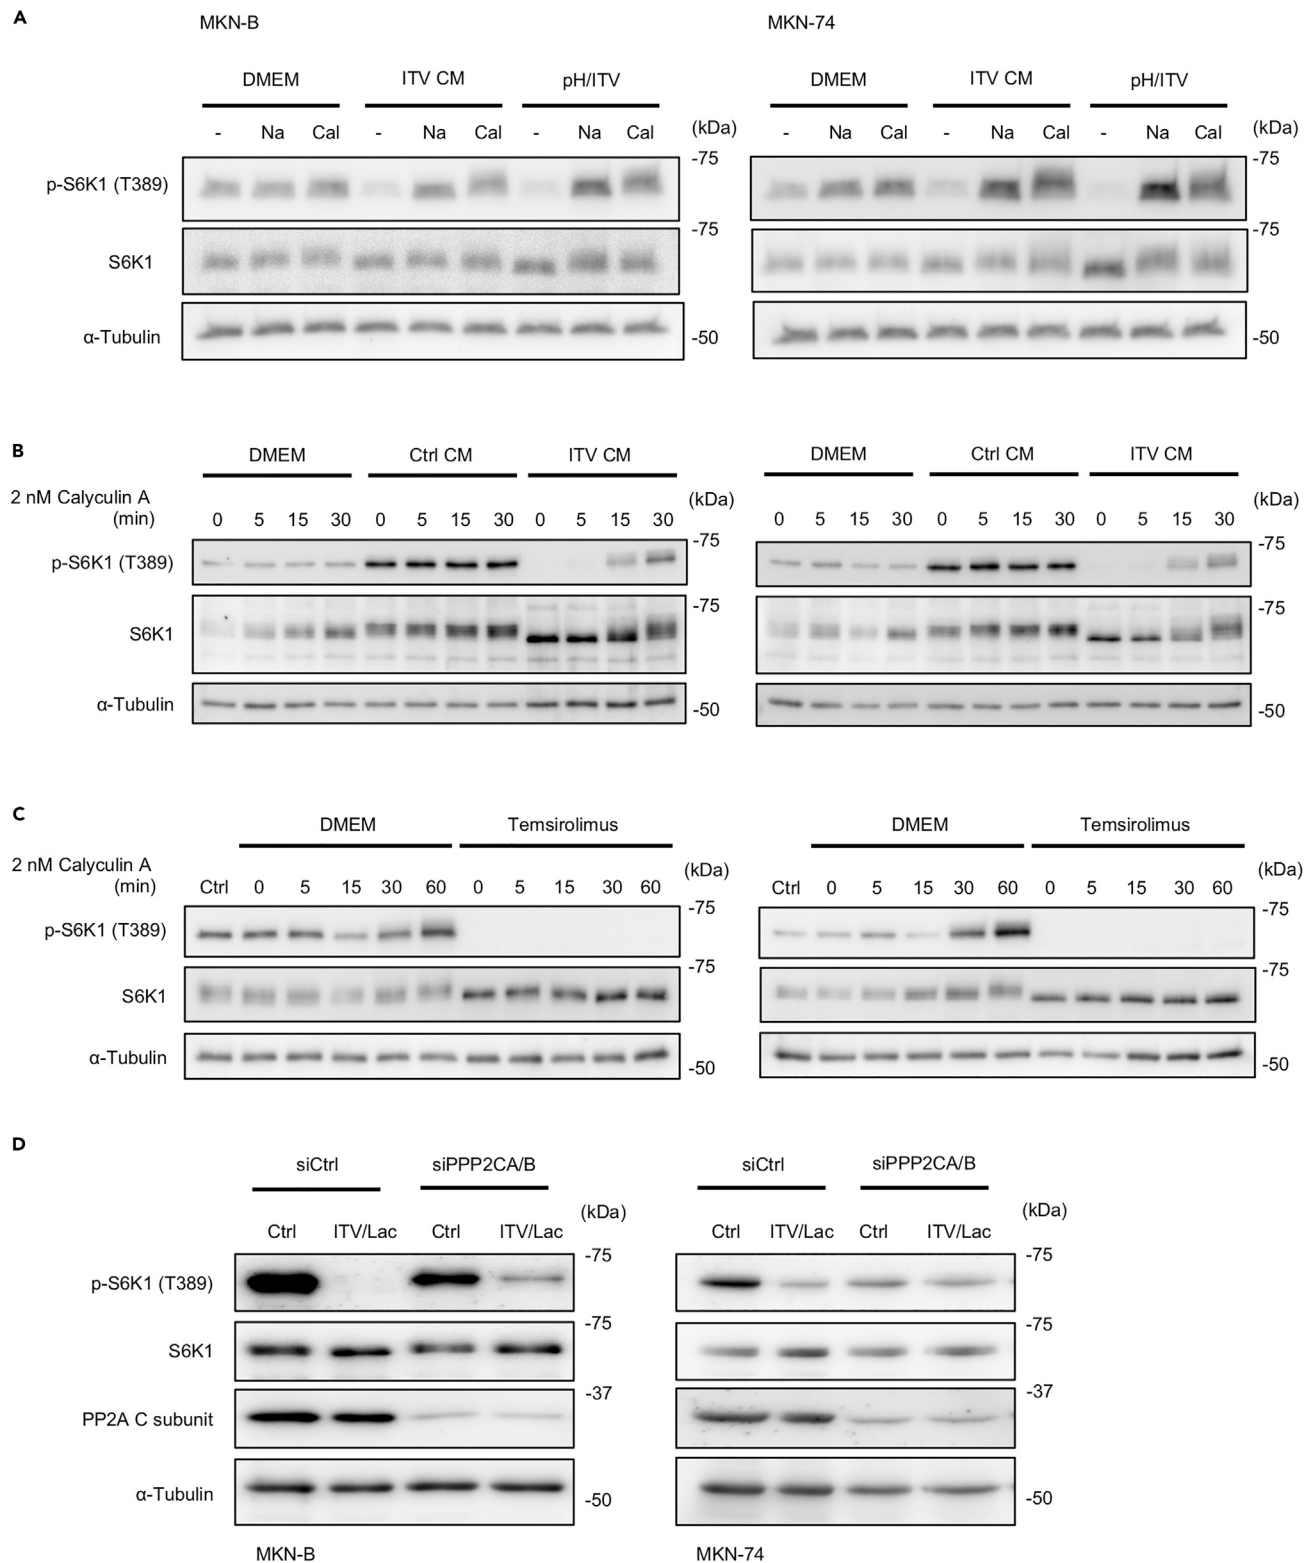 A
MKN-B MKN-74
DMEM ITV CM pH/ITV DMEM ITV CM pH/ITV
- Na Cal - Na Cal - Na Cal (kDa) - Na Cal - Na Cal - Na Cal (kDa)
-75 -75
p-S6K1 (T389)
-75 -75
S6K1
α-Tubulin -50 -50
B
DMEM Ctrl CM ITV CM DMEM Ctrl CM ITV CM
2 nM Calyculin A (kDa) (kDa)
(min) 0 5 15 30 0 5 15 30 0 5 15 30 0 5 15 30 0 5 15 30 0 5 15 30
-75 -75
p-S6K1 (T389)
-75 -75
S6K1
α-Tubulin -50 -50
C
DMEM Temsirolimus DMEM Temsirolimus
2 nM Calyculin A (kDa) (kDa)
(min) Ctrl 0 5 15 30 60 0 5 15 30 60 Ctrl 0 5 15 30 60 0 5 15 30 60
-75 -75
p-S6K1 (T389)
-75 -75
S6K1
α-Tubulin -50 -50
D
siCtrl siPPP2CA/B siCtrl siPPP2CA/B
(kDa) (kDa)
Ctrl ITV/Lac Ctrl ITV/Lac Ctrl ITV/Lac Ctrl ITV/Lac
-75 -75
p-S6K1 (T389)
-75 -75
S6K1
-37 -37
PP2A C subunit
α-Tubulin -50 -50
MKN-B MKN-74